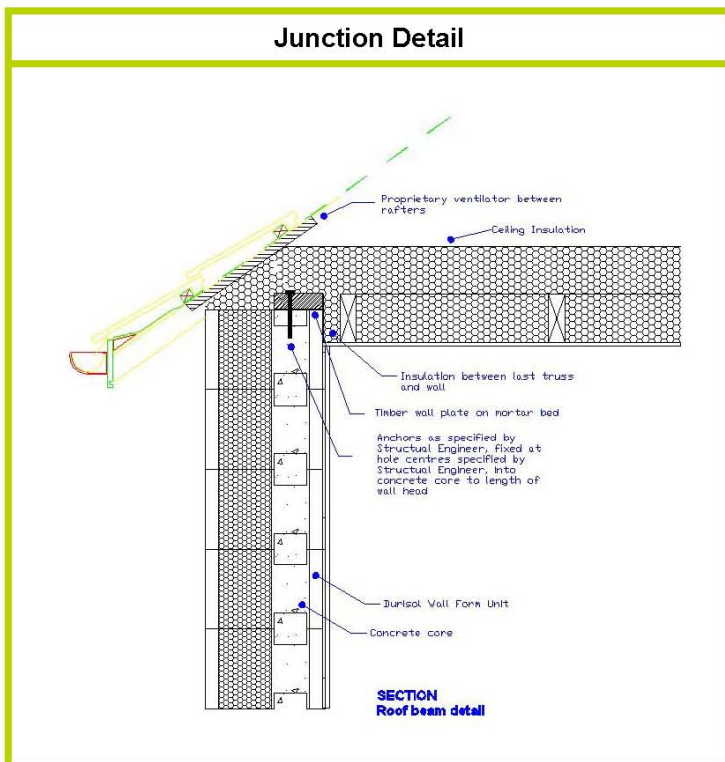 Junction Detail
Proprietary ventilator between
rafters
Ceiling Insulation
Insulation between last truss
and wall
Timber wall plate on mortar bed
Anchors as specified by
Structual Engineer, fixed at
hole centres specified by
Structual Engineer, into
concrete core to length of
wall head
Durisol Wall Form Unit
Concrete core
SECTION
Roof beam detail